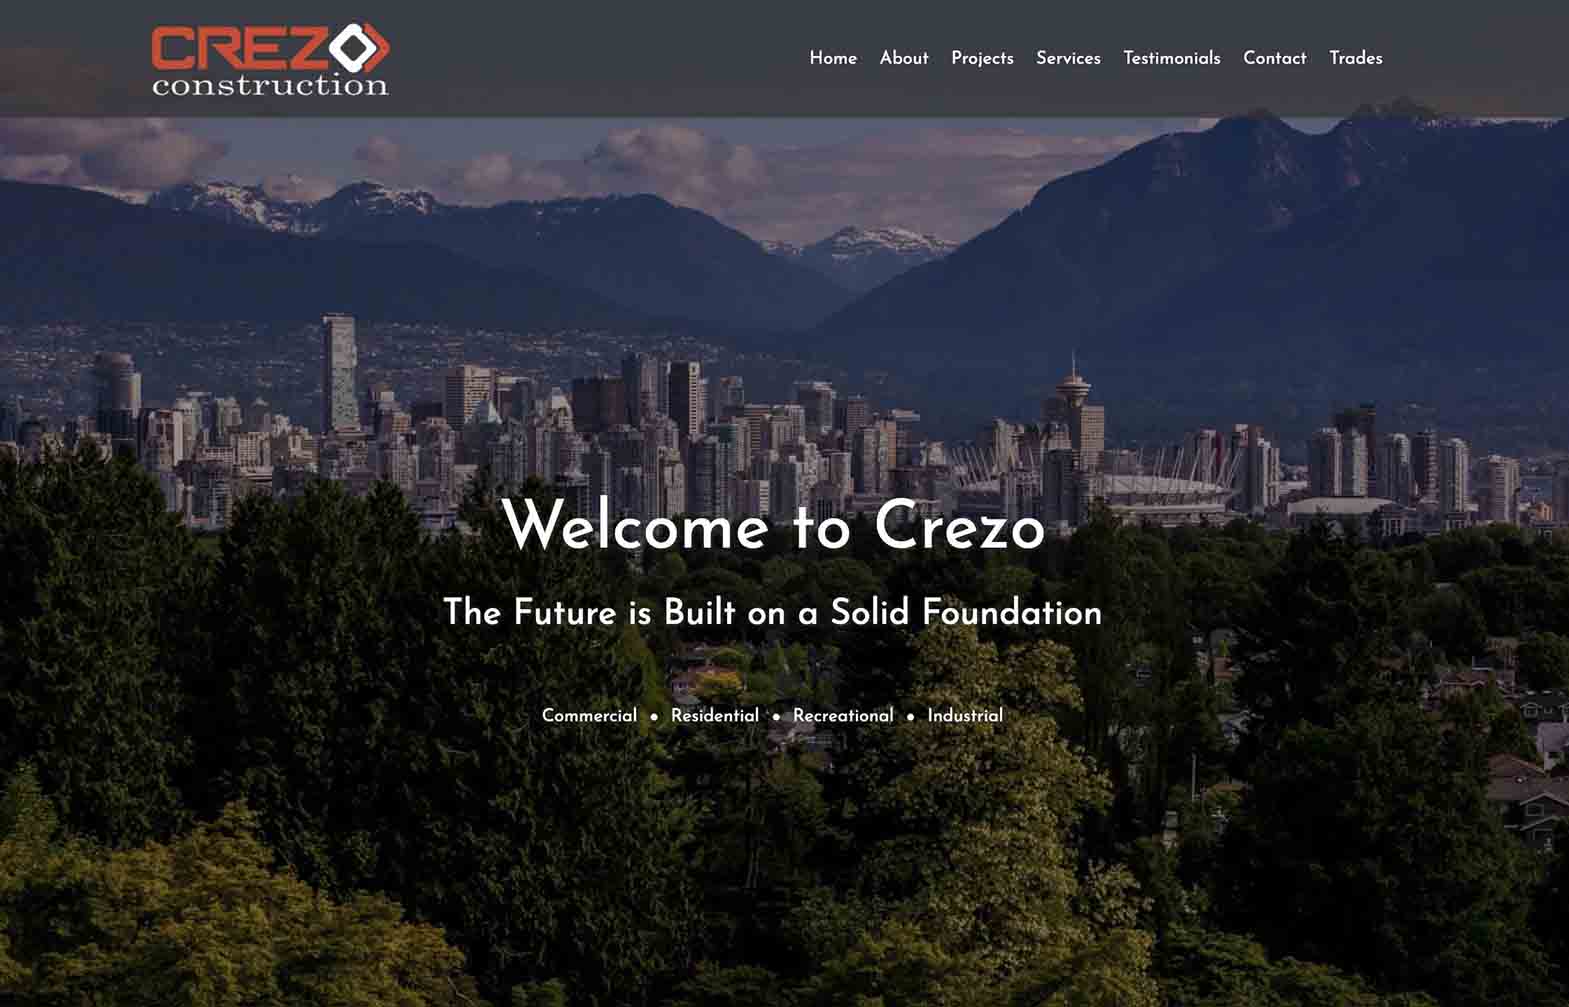 CREZO
construction
Home About Projects Services Testimonials Contact Trades
Welcome to Crezo
The Future is Built on a Solid Foundation
Commercial • Residential • Recreational • Industrial